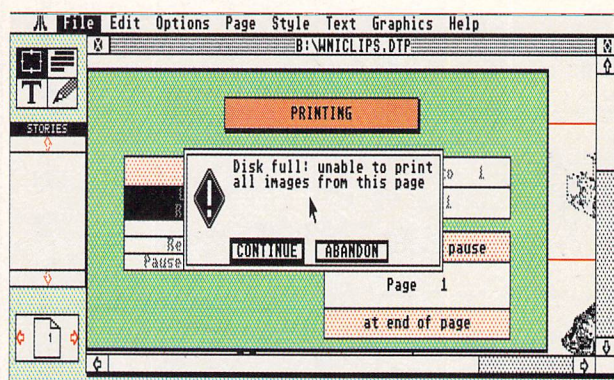 File Edit Options Page Style Text Graphics Help
B:\WNICLIPS.DTP
STORIES
PRINTING
Disk full: unable to print
all images from this page
CONTINUE ABANDON
Re
Pause
pause
Page 1
at end of page
1